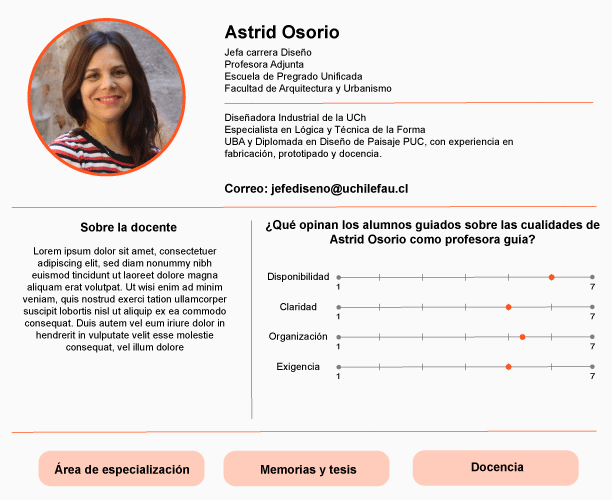 Astrid Osorio
Jefa carrera Diseño
Profesora Adjunta
Escuela de Pregrado Unificada
Facultad de Arquitectura y Urbanismo
Diseñadora Industrial de la UCh
Especialista en Lógica y Técnica de la Forma
UBA y Diplomada en Diseño de Paisaje PUC, con experiencia en
fabricación, prototipado y docencia.
Correo: jefediseno@uchilefau.cl
Sobre la docente
Lorem ipsum dolor sit amet, consectetuer
adipiscing elit, sed diam nonummy nibh
euismod tincidunt ut laoreet dolore magna
aliquam erat volutpat. Ut wisi enim ad minim
veniam, quis nostrud exerci tation ullamcorper
suscipit lobortis nisl ut aliquip ex ea commodo
consequat. Duis autem vel eum iriure dolor in
hendrerit in vulputate velit esse molestie
consequat, vel illum dolore
¿Qué opinan los alumnos guiados sobre las cualidades de
Astrid Osorio como profesora guía?
Disponibilidad
1 7
Claridad
1 7
Organización
1 7
Exigencia
1 7
Área de especialización
Memorias y tesis
Docencia